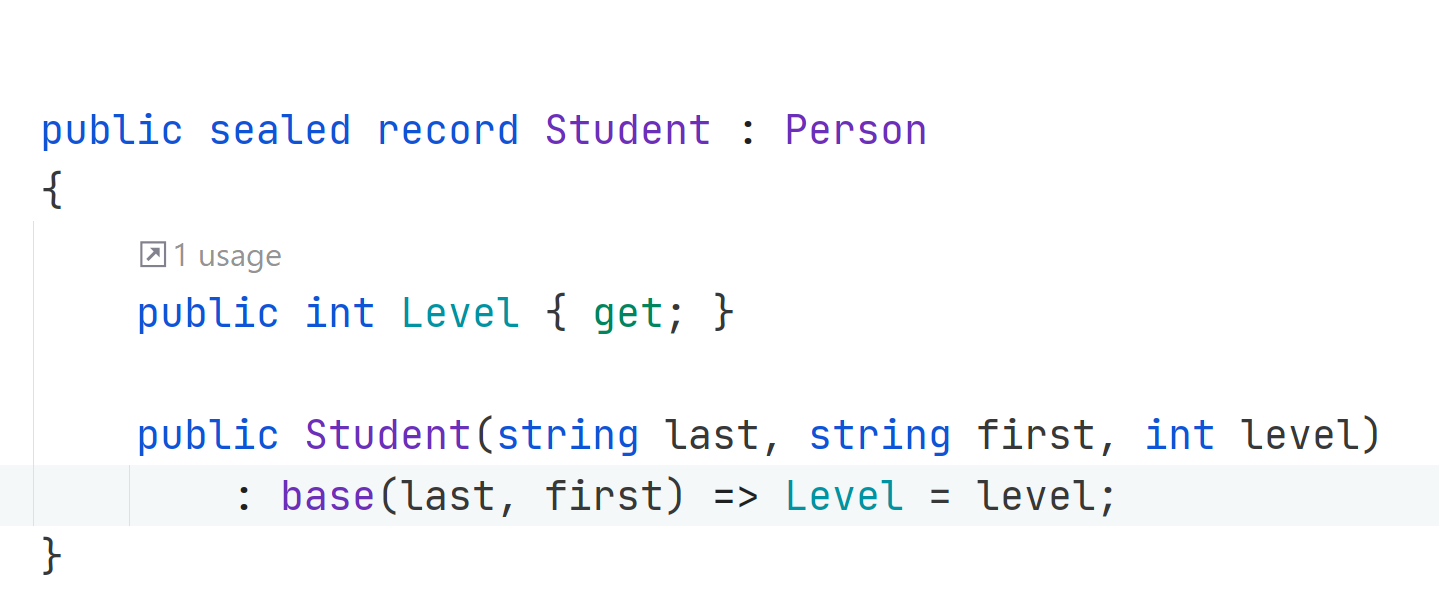 public sealed record Student : Person
{
1 usage
public int Level { get; }
public Student(string last, string first, int level)
: base(last, first) => Level = level;
}